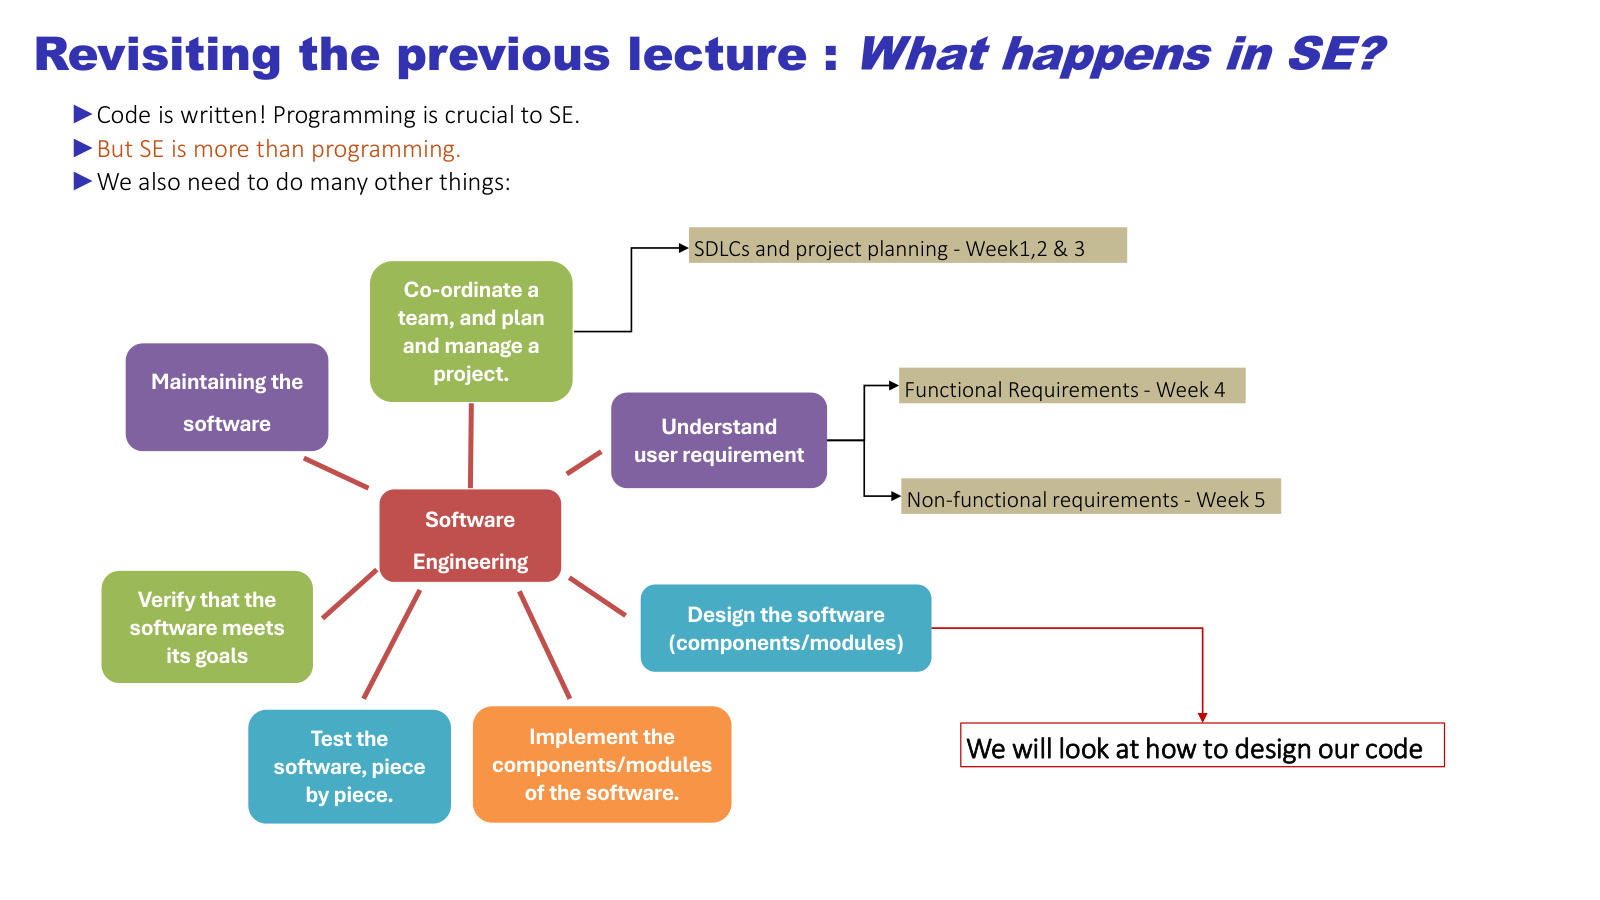 Revisiting the previous lecture : What happens in SE?
►Code is written! Programming is crucial to SE.
►But SE is more than programming.
►We also need to do many other things:
SDLCs and project planning - Week1,2 & 3
Co-ordinate a
team, and plan
and manage a
project.
Maintaining the
software
Understand
user requirement
Functional Requirements - Week 4
Non-functional requirements - Week 5
Software
Engineering
Verify that the
software meets
its goals
Design the software
(components/modules)
Test the
software, piece
by piece.
Implement the
components/modules
of the software.
We will look at how to design our code